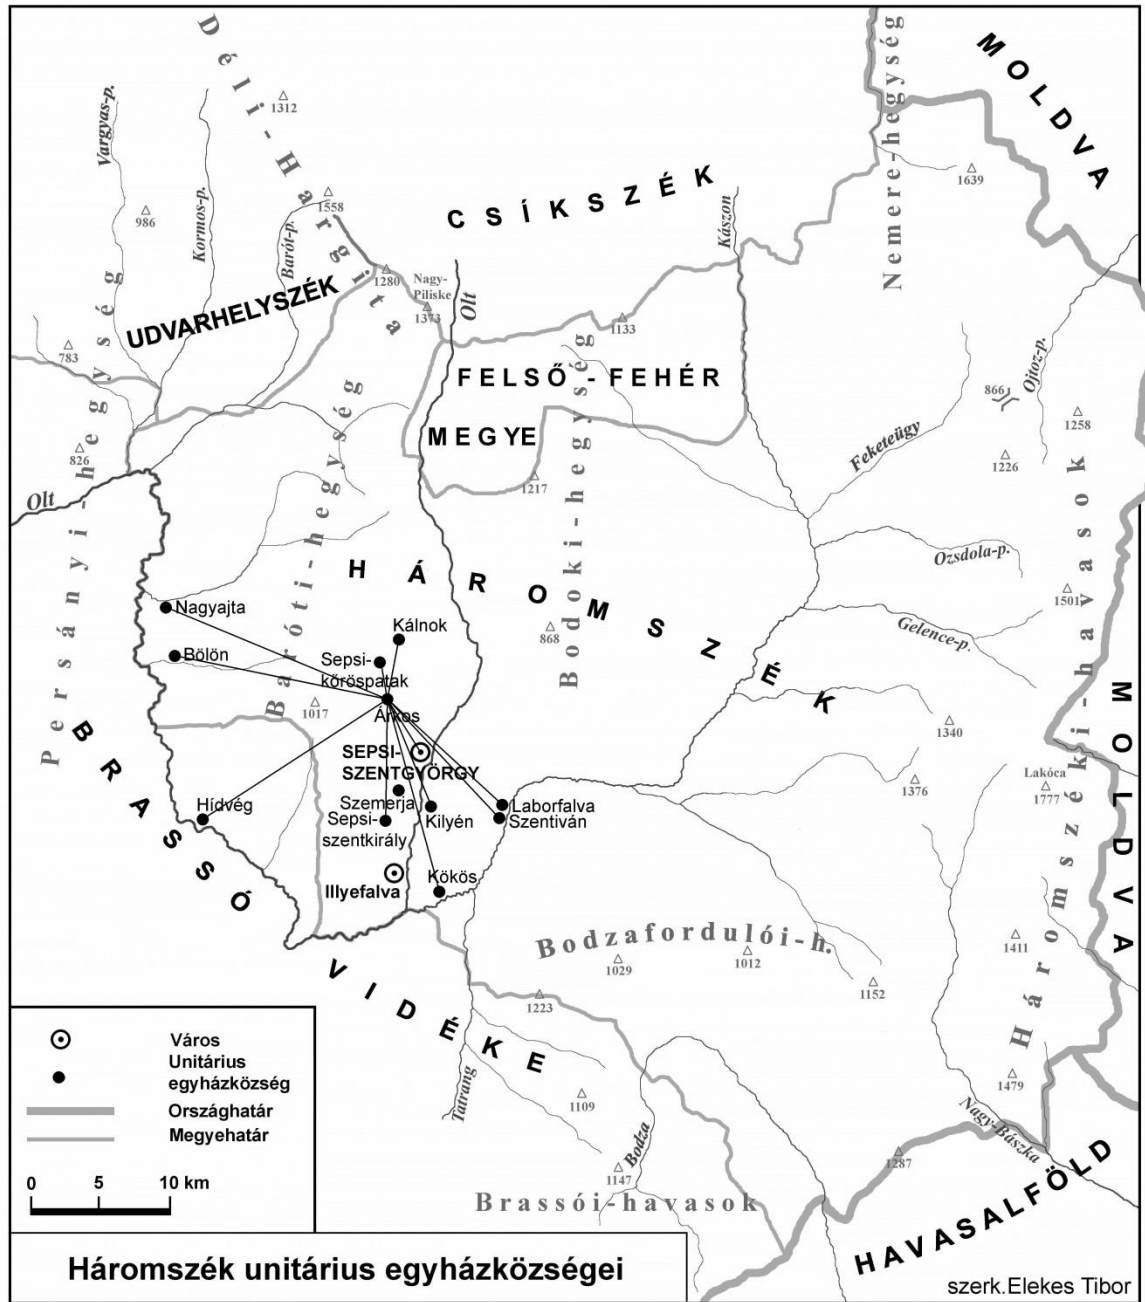 Déli-Hargita
MOLDVA
Nemere-hegység
1312
Vargyas-p.
Kormos-p.
Barót-p.
986
1558
CSÍKSZÉK
Kászon
1639
1280
Nagy-
Piliske
1373
Olt
UDVARHELYSZÉK
783
1133
FELSŐ-FEHÉR
MEGYE
866
Ojtoz-p.
1258
1226
Feketeügy
826
1217
Olt
Persányi-hegység
Baróti-hegység
Bodoki-hegység
HÁROMSZÉK
Ozsdola-p.
1501
Gelence-p.
868
Nagyajta
Bölön
Kálnok
Sepsi-
kőröspatak
Árkos
1017
SEPSI-
SZENTGYÖRGY
Szemerja
Sepsi-
szentkirály
Kilyén
Laborfalva
Szentiván
Hídvég
Illyefalva
Kökös
1340
1376
Lakóca
1777
MOLDVA
Háromszéki-havasok
BRASSÓ
VIDÉKE
Bodzafordulói-h.
1029
1012
1411
1152
1223
1479
Tatrang
1109
Bodza
1147
Nagy-Bászka
1287
Brassói-havasok
HAVASALFÖLD
Város
Unitárius
egyházközség
Országhatár
Megyehatár
0 5 10 km
Háromszék unitárius egyházközségei
szerk.Elekes Tibor